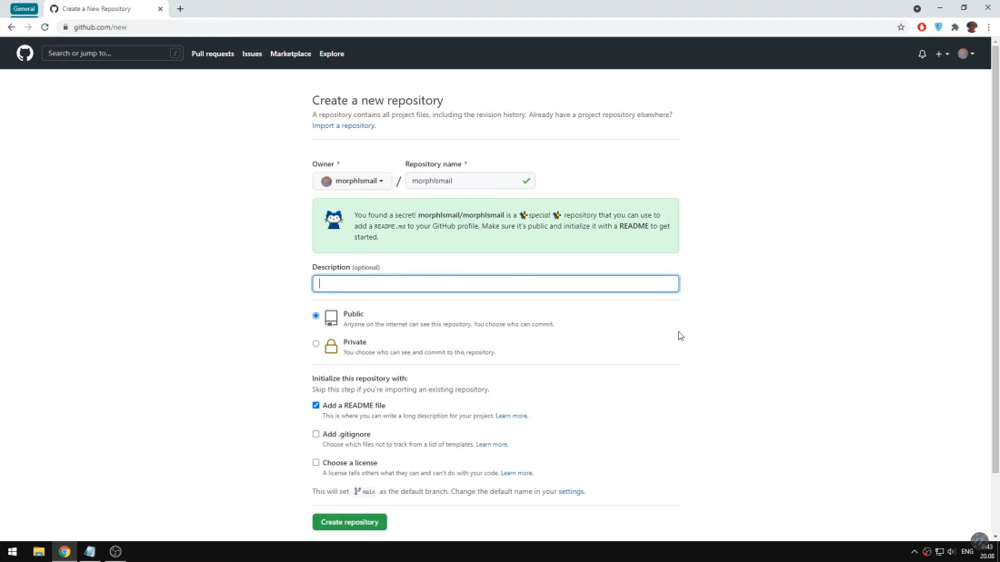 General
Create a New Repository
github.com/new
Search or jump to...
/
Pull requests
Issues
Marketplace
Explore
Create a new repository
A repository contains all project files, including the revision history. Already have a project repository elsewhere?
Import a repository.
Owner *
Repository name *
morphIsmail
/
morphIsmail
You found a secret! morphIsmail/morphIsmail is a ✨special✨ repository that you can use to
add a README.md to your GitHub profile. Make sure it's public and initialize it with a README to get
started.
Description (optional)
Public
Anyone on the internet can see this repository. You choose who can commit.
Private
You choose who can see and commit to this repository.
Initialize this repository with:
Skip this step if you're importing an existing repository.
Add a README file
This is where you can write a long description for your project. Learn more.
Add .gitignore
Choose which files not to track from a list of templates. Learn more.
Choose a license
A license tells others what they can and can't do with your code. Learn more.
This will set main as the default branch. Change the default name in your settings.
Create repository
ENG
20.08